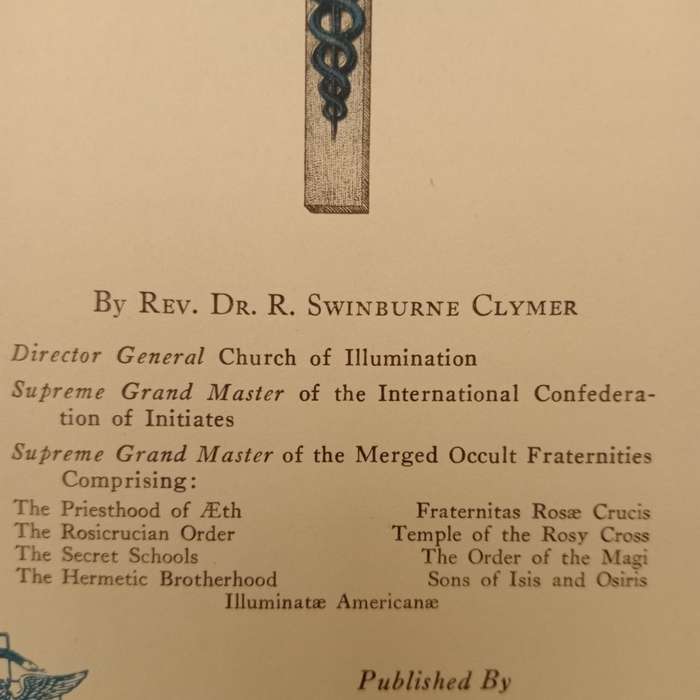 By Rev. Dr. R. Swinburne Clymer
Director General Church of Illumination
Supreme Grand Master of the International Confedera-
tion of Initiates
Supreme Grand Master of the Merged Occult Fraternities
Comprising:
The Priesthood of Æth
The Rosicrucian Order
The Secret Schools
The Hermetic Brotherhood
Fraternitas Rosæ Crucis
Temple of the Rosy Cross
The Order of the Magi
Sons of Isis and Osiris
Illuminatæ Americanæ
Published By